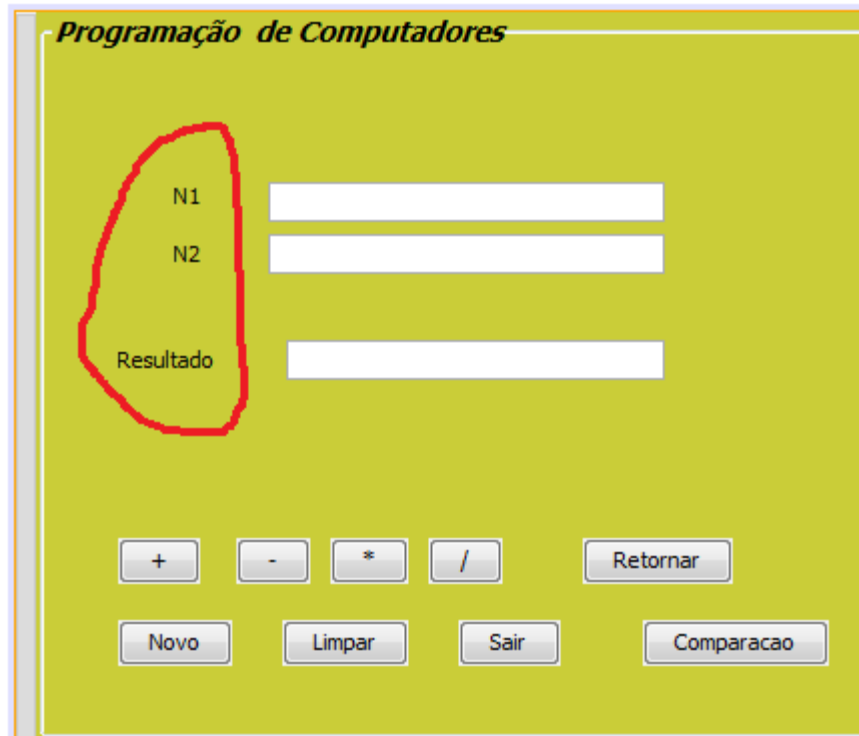 Programação de Computadores
N1
N2
Resultado
+ - * / Retornar
Novo Limpar Sair Comparacao